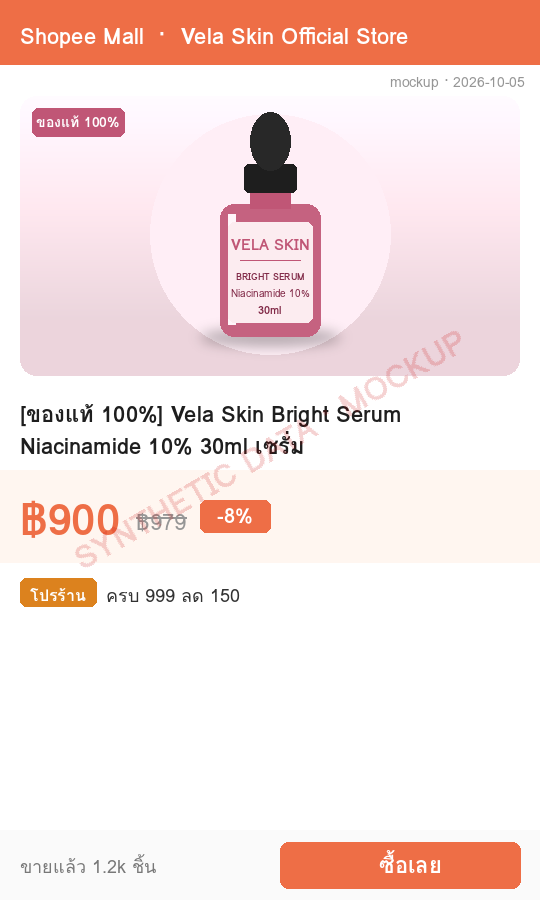 Shopee Mall · Vela Skin Official Store
mockup · 2026-10-05
ของแท้ 100%
VELA SKIN
BRIGHT SERUM
Niacinamide 10%
30ml
[ของแท้ 100%] Vela Skin Bright Serum
Niacinamide 10% 30ml เซรั่ม
SYNTHETIC DATA · MOCKUP
฿900 ฿979 -8%
โปรร้าน ครบ 999 ลด 150
ขายแล้ว 1.2k ชิ้น
ซื้อเลย